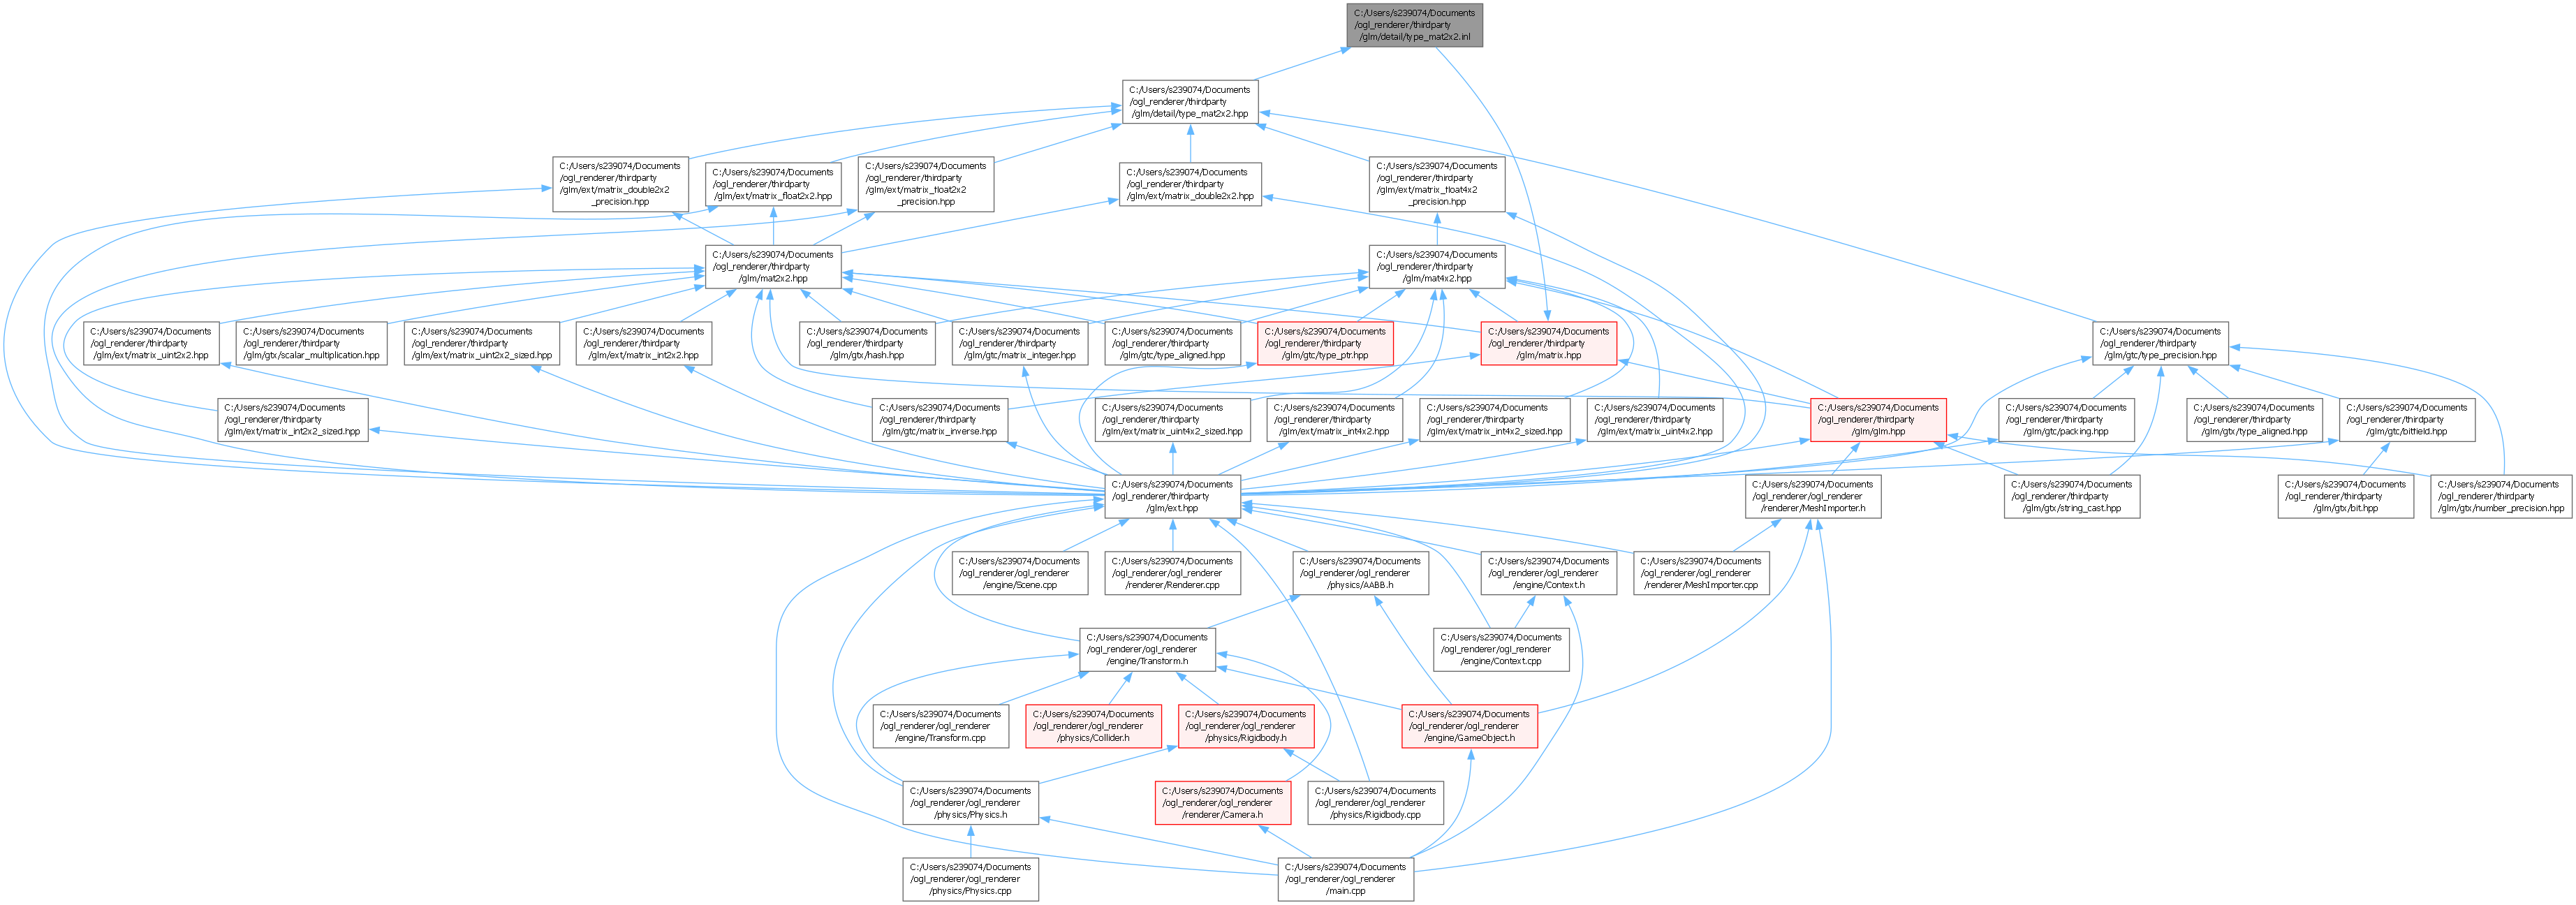 C:/Users/s239074/Documents
/ogl_renderer/thirdparty
/glm/detail/type_mat2x2.inl
C:/Users/s239074/Documents
/ogl_renderer/thirdparty
/glm/detail/type_mat2x2.hpp
C:/Users/s239074/Documents
/ogl_renderer/thirdparty
/glm/ext/matrix_double2x2
_precision.hpp
C:/Users/s239074/Documents
/ogl_renderer/thirdparty
/glm/ext/matrix_float2x2.hpp
C:/Users/s239074/Documents
/ogl_renderer/thirdparty
/glm/ext/matrix_float2x2
_precision.hpp
C:/Users/s239074/Documents
/ogl_renderer/thirdparty
/glm/ext/matrix_double2x2.hpp
C:/Users/s239074/Documents
/ogl_renderer/thirdparty
/glm/ext/matrix_float4x2
_precision.hpp
C:/Users/s239074/Documents
/ogl_renderer/thirdparty
/glm/mat2x2.hpp
C:/Users/s239074/Documents
/ogl_renderer/thirdparty
/glm/mat4x2.hpp
C:/Users/s239074/Documents
/ogl_renderer/thirdparty
/glm/ext/matrix_uint2x2.hpp
C:/Users/s239074/Documents
/ogl_renderer/thirdparty
/glm/gtx/scalar_multiplication.hpp
C:/Users/s239074/Documents
/ogl_renderer/thirdparty
/glm/ext/matrix_uint2x2_sized.hpp
C:/Users/s239074/Documents
/ogl_renderer/thirdparty
/glm/ext/matrix_int2x2.hpp
C:/Users/s239074/Documents
/ogl_renderer/thirdparty
/glm/gtx/hash.hpp
C:/Users/s239074/Documents
/ogl_renderer/thirdparty
/glm/gtc/matrix_integer.hpp
C:/Users/s239074/Documents
/ogl_renderer/thirdparty
/glm/gtc/type_aligned.hpp
C:/Users/s239074/Documents
/ogl_renderer/thirdparty
/glm/gtc/type_ptr.hpp
C:/Users/s239074/Documents
/ogl_renderer/thirdparty
/glm/matrix.hpp
C:/Users/s239074/Documents
/ogl_renderer/thirdparty
/glm/gtc/type_precision.hpp
C:/Users/s239074/Documents
/ogl_renderer/thirdparty
/glm/ext/matrix_int2x2_sized.hpp
C:/Users/s239074/Documents
/ogl_renderer/thirdparty
/glm/gtc/matrix_inverse.hpp
C:/Users/s239074/Documents
/ogl_renderer/thirdparty
/glm/ext/matrix_uint4x2_sized.hpp
C:/Users/s239074/Documents
/ogl_renderer/thirdparty
/glm/ext/matrix_int4x2.hpp
C:/Users/s239074/Documents
/ogl_renderer/thirdparty
/glm/ext/matrix_int4x2_sized.hpp
C:/Users/s239074/Documents
/ogl_renderer/thirdparty
/glm/ext/matrix_uint4x2.hpp
C:/Users/s239074/Documents
/ogl_renderer/thirdparty
/glm/glm.hpp
C:/Users/s239074/Documents
/ogl_renderer/thirdparty
/glm/gtc/packing.hpp
C:/Users/s239074/Documents
/ogl_renderer/thirdparty
/glm/gtx/type_aligned.hpp
C:/Users/s239074/Documents
/ogl_renderer/thirdparty
/glm/gtc/bitfield.hpp
C:/Users/s239074/Documents
/ogl_renderer/thirdparty
/glm/ext.hpp
C:/Users/s239074/Documents
/ogl_renderer/ogl_renderer
/renderer/MeshImporter.h
C:/Users/s239074/Documents
/ogl_renderer/thirdparty
/glm/gtx/string_cast.hpp
C:/Users/s239074/Documents
/ogl_renderer/thirdparty
/glm/gtx/bit.hpp
C:/Users/s239074/Documents
/ogl_renderer/thirdparty
/glm/gtx/number_precision.hpp
C:/Users/s239074/Documents
/ogl_renderer/ogl_renderer
/engine/Scene.cpp
C:/Users/s239074/Documents
/ogl_renderer/ogl_renderer
/renderer/Renderer.cpp
C:/Users/s239074/Documents
/ogl_renderer/ogl_renderer
/physics/AABB.h
C:/Users/s239074/Documents
/ogl_renderer/ogl_renderer
/engine/Context.h
C:/Users/s239074/Documents
/ogl_renderer/ogl_renderer
/renderer/MeshImporter.cpp
C:/Users/s239074/Documents
/ogl_renderer/ogl_renderer
/engine/Transform.h
C:/Users/s239074/Documents
/ogl_renderer/ogl_renderer
/engine/Context.cpp
C:/Users/s239074/Documents
/ogl_renderer/ogl_renderer
/engine/Transform.cpp
C:/Users/s239074/Documents
/ogl_renderer/ogl_renderer
/physics/Collider.h
C:/Users/s239074/Documents
/ogl_renderer/ogl_renderer
/physics/Rigidbody.h
C:/Users/s239074/Documents
/ogl_renderer/ogl_renderer
/engine/GameObject.h
C:/Users/s239074/Documents
/ogl_renderer/ogl_renderer
/physics/Physics.h
C:/Users/s239074/Documents
/ogl_renderer/ogl_renderer
/renderer/Camera.h
C:/Users/s239074/Documents
/ogl_renderer/ogl_renderer
/physics/Rigidbody.cpp
C:/Users/s239074/Documents
/ogl_renderer/ogl_renderer
/physics/Physics.cpp
C:/Users/s239074/Documents
/ogl_renderer/ogl_renderer
/main.cpp